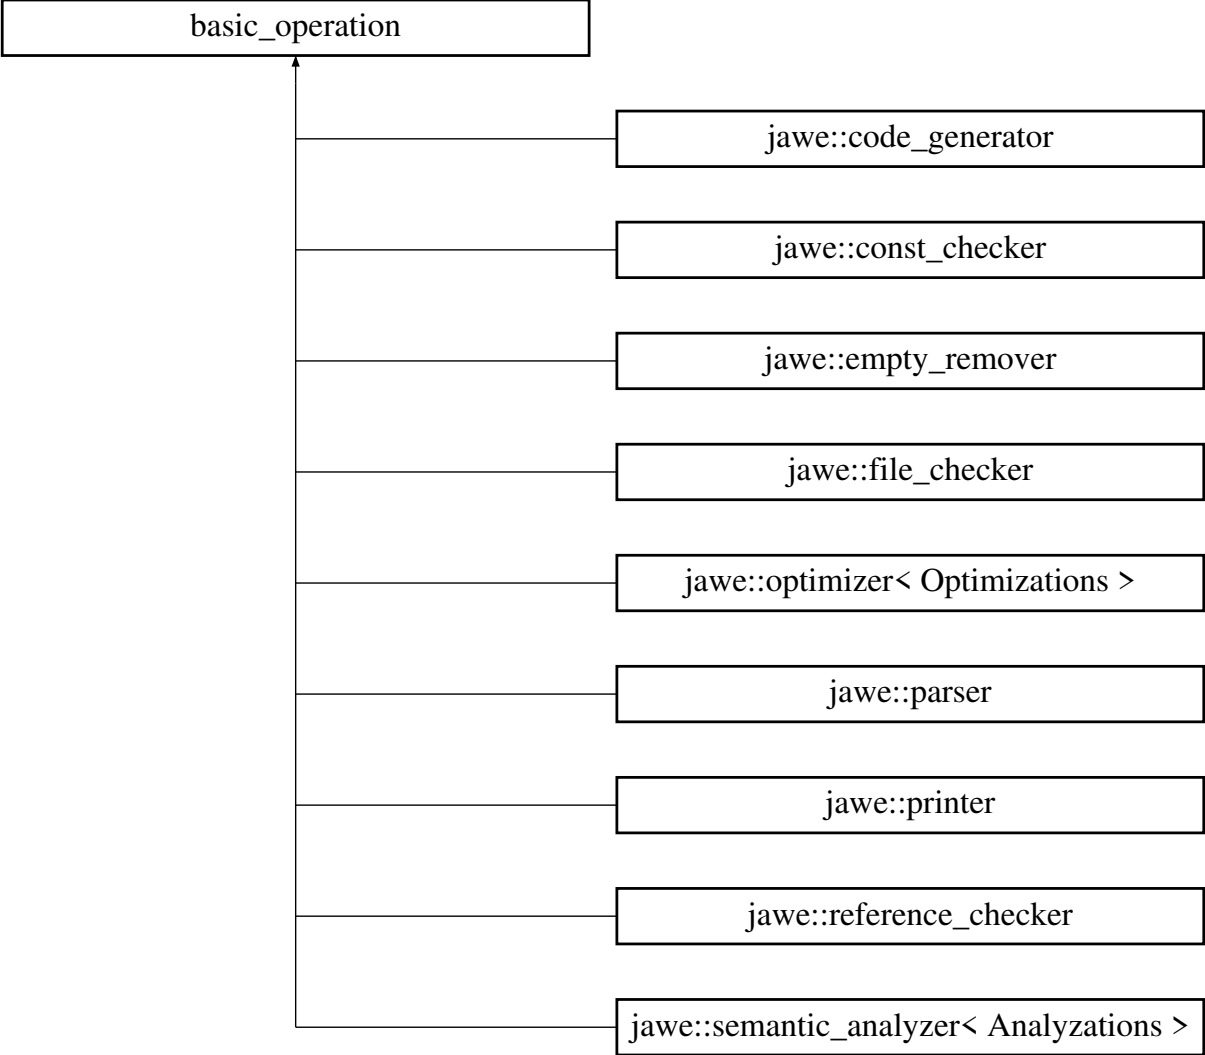 basic_operation
jawe::code_generator
jawe::const_checker
jawe::empty_remover
jawe::file_checker
jawe::optimizer< Optimizations >
jawe::parser
jawe::printer
jawe::reference_checker
jawe::semantic_analyzer< Analyzations >